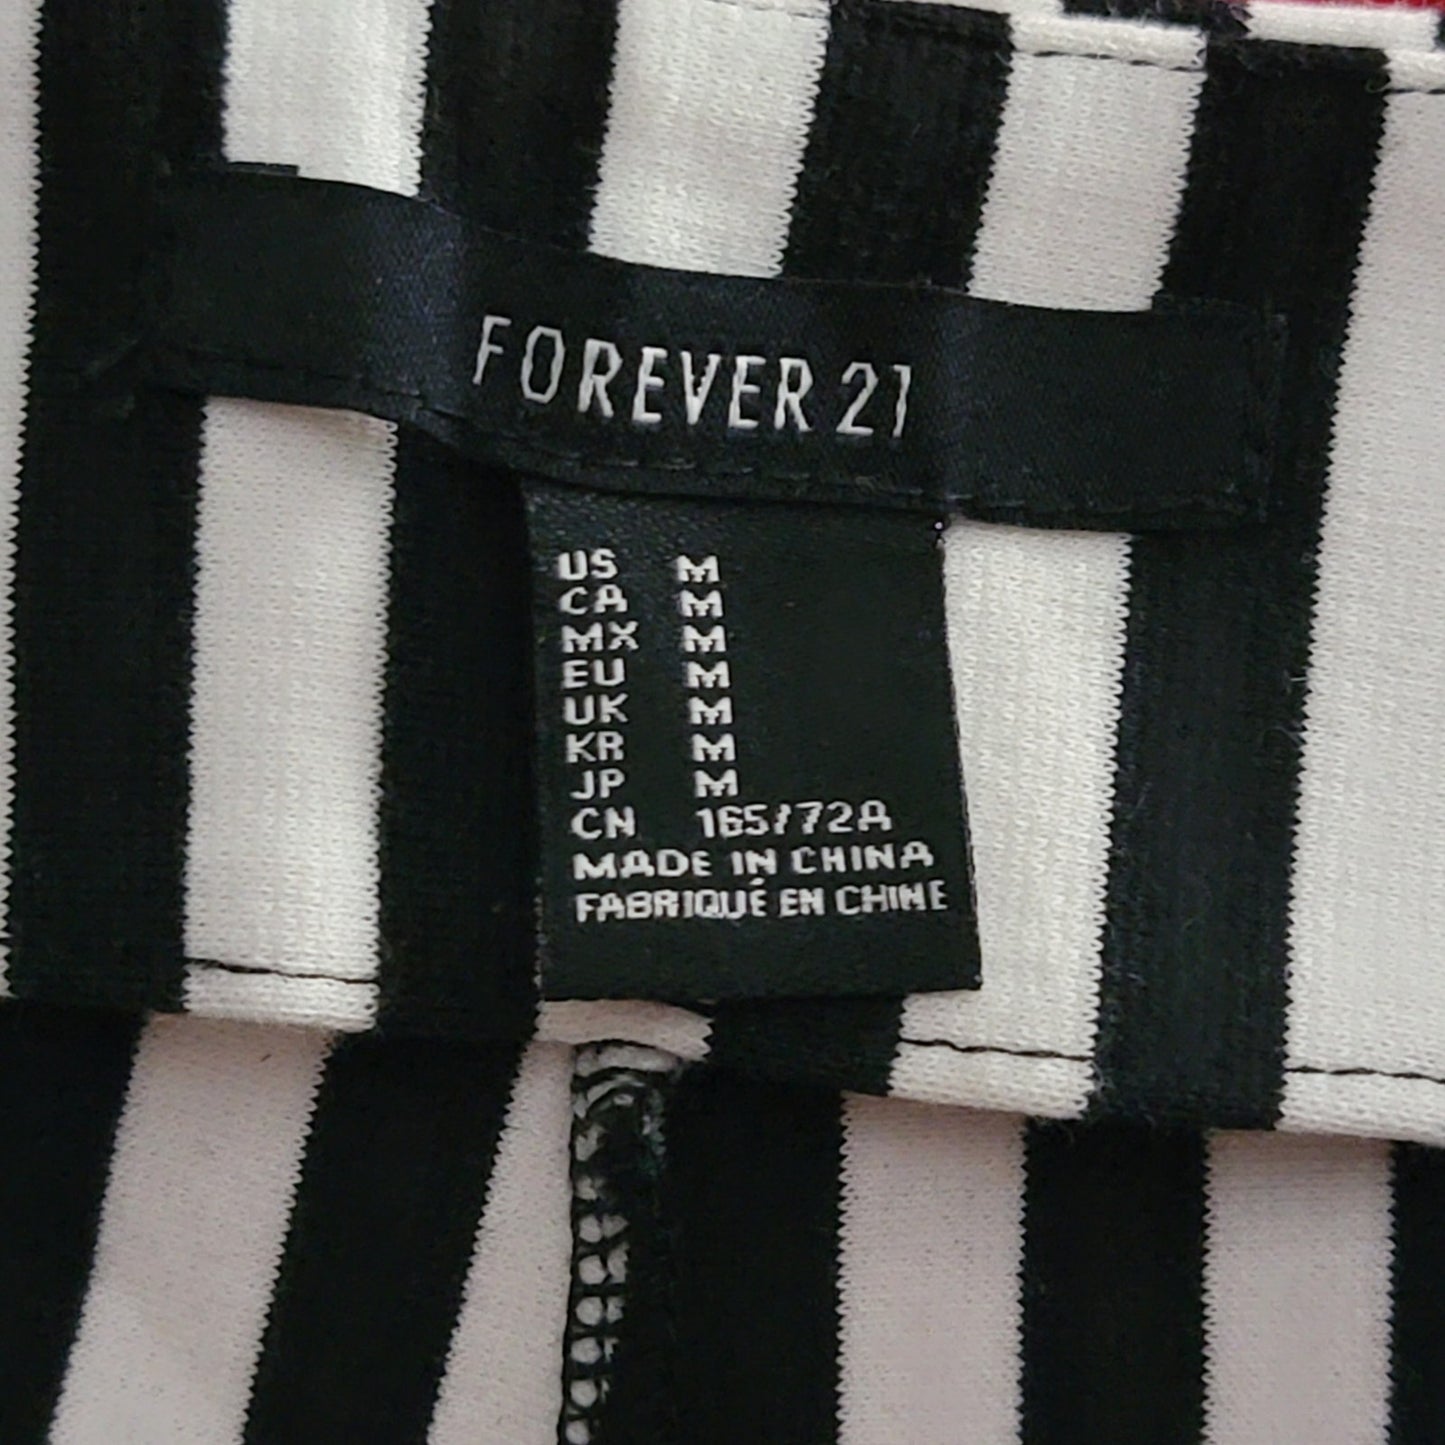 FOREVER 21
US M
CA M
MX M
EU M
UK M
KR M
JP M
CN 165/72A
MADE IN CHINA
FABRIQUÉ EN CHINE